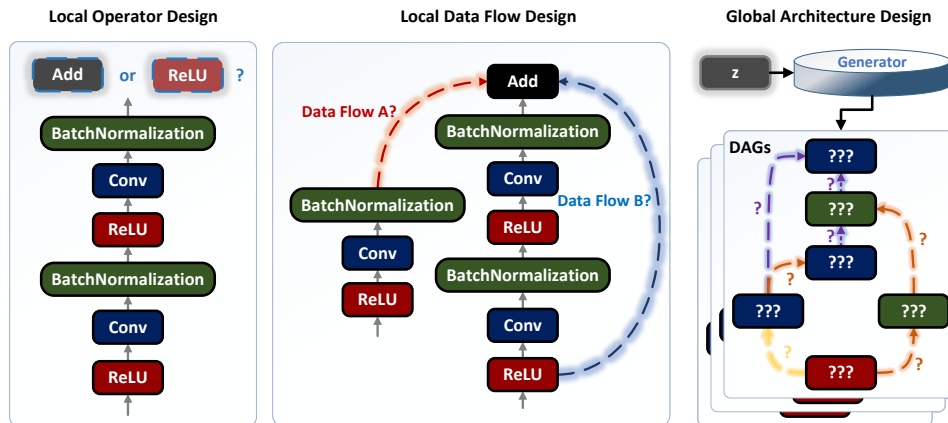 Local Operator Design
Add or ReLU ?
BatchNormalization
Conv
ReLU
BatchNormalization
Conv
ReLU
Local Data Flow Design
Add
Data Flow A?
BatchNormalization
Conv
BatchNormalization
Data Flow B?
ReLU
Conv
BatchNormalization
ReLU
Conv
ReLU
Global Architecture Design
z
Generator
DAGs
???
?
?
???
?
?
?
???
???
???
?
???
?